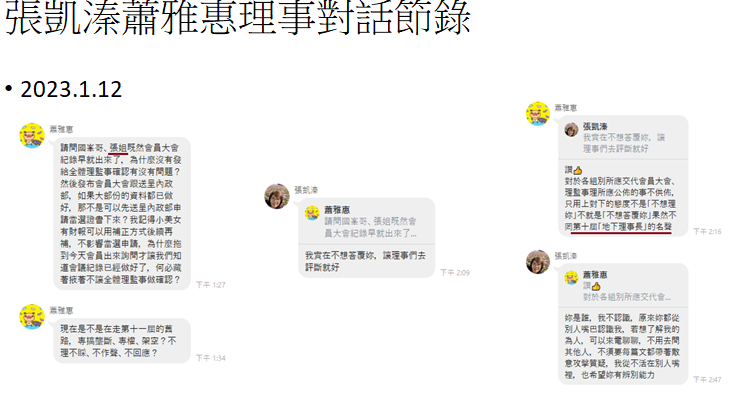 張凱溱蕭雅惠理事對話節錄
• 2023.1.12
蕭雅惠
請問國峯哥、張姐既然會員大會
紀錄早就出來了，為什麼沒有發
給全體理監事確認有沒有問題？
然後發布會員大會跟送呈內政
部，如果大部份的資料都已做
好，那不是可以先送呈內政部申
請當選證書下來？我記得小美女
有財報可以用補正方式後續再
補，不影響當選申請，為什麼拖
到今天會員出來詢問才讓我們知
道會議紀錄已經做好了，何必藏
著掖著不讓全體理監事做確認？
下午 1:27
蕭雅惠
現在是不是在走第十一屆的舊
路，專搞壟斷、專權、架空？不
理不睬、不作聲、不回應？
下午 1:34
張凱溱
蕭雅惠
請問國峯哥、張姐既然會
員大會紀錄早就出來了...
我實在不想答覆妳，讓理事們去
評斷就好
下午 2:09
蕭雅惠
張凱溱
我實在不想答覆妳，讓
理事們去評斷就好
讚👍
對於各組別所應交代會員大會、
理監事理所應公佈的事不俱佈，
只用上對下的態度不是「不想理
妳」不就是「不想答覆妳」果然不
罔第十屆「地下理事長」的名聲
下午 2:16
張凱溱
蕭雅惠
讚👍
對於各組別所應交代會...
妳是誰，我不認識，原來妳都從
別人嘴巴認識我，若想了解我的
為人，可以來電聊聊，不用去問
其他人，不須要每篇文都帶著敵
意攻擊質疑，我從不活在別人嘴
裡，也希望妳有辨別能力
下午 2:47